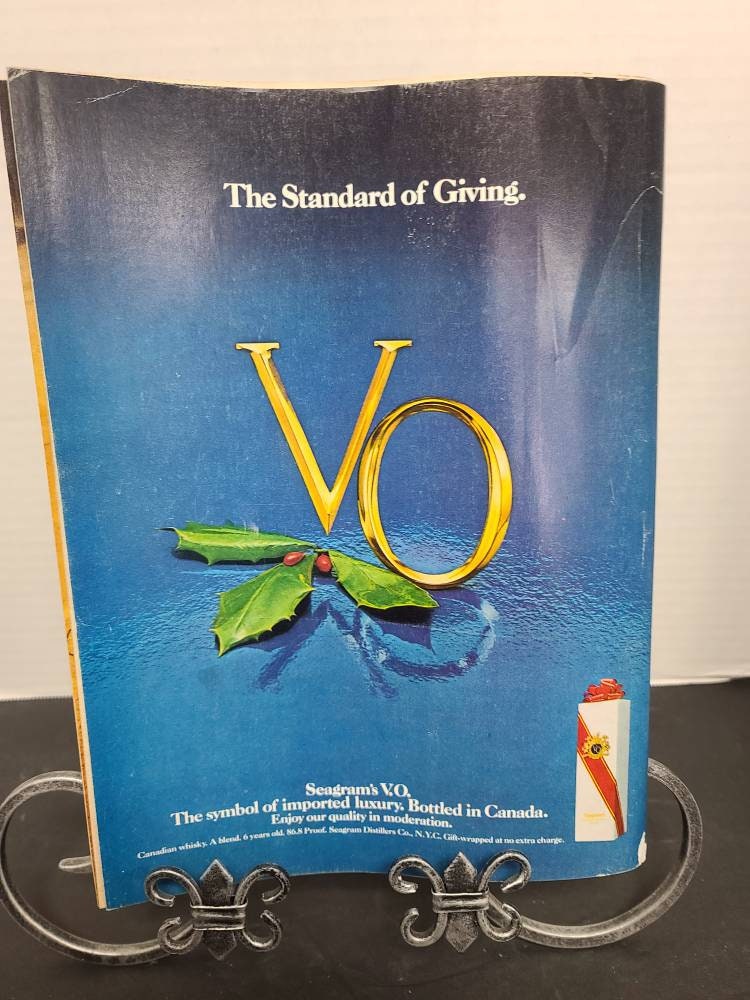 The Standard of Giving.
VO
Seagram's V.O.
The symbol of imported luxury. Bottled in Canada.
Enjoy our quality in moderation.
Canadian whisky. A blend. 6 years old. 86.8 Proof. Seagram Distillers Co., N.Y.C. Gift-wrapped at no extra charge.
VO